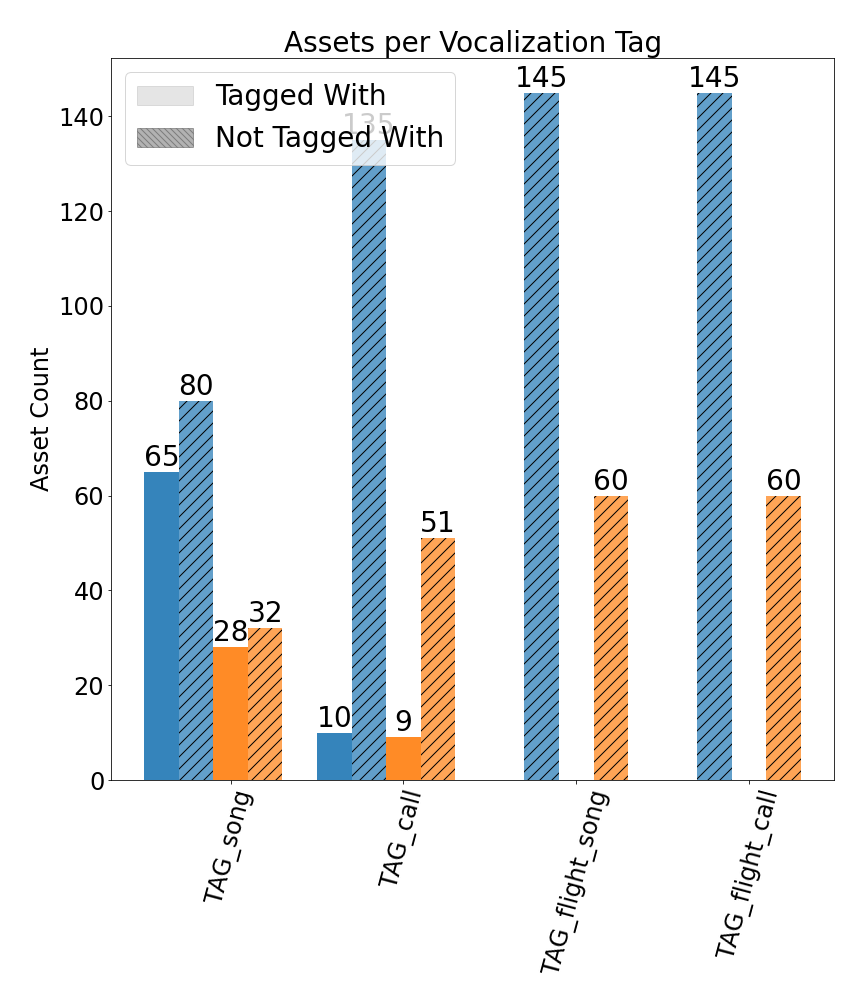 Assets per Vocalization Tag
Tagged With
Not Tagged With
Asset Count
140
120
100
80
60
40
20
0
65
80
28
32
10
135
9
51
145
60
145
60
TAG_song
TAG_call
TAG_flight_song
TAG_flight_call